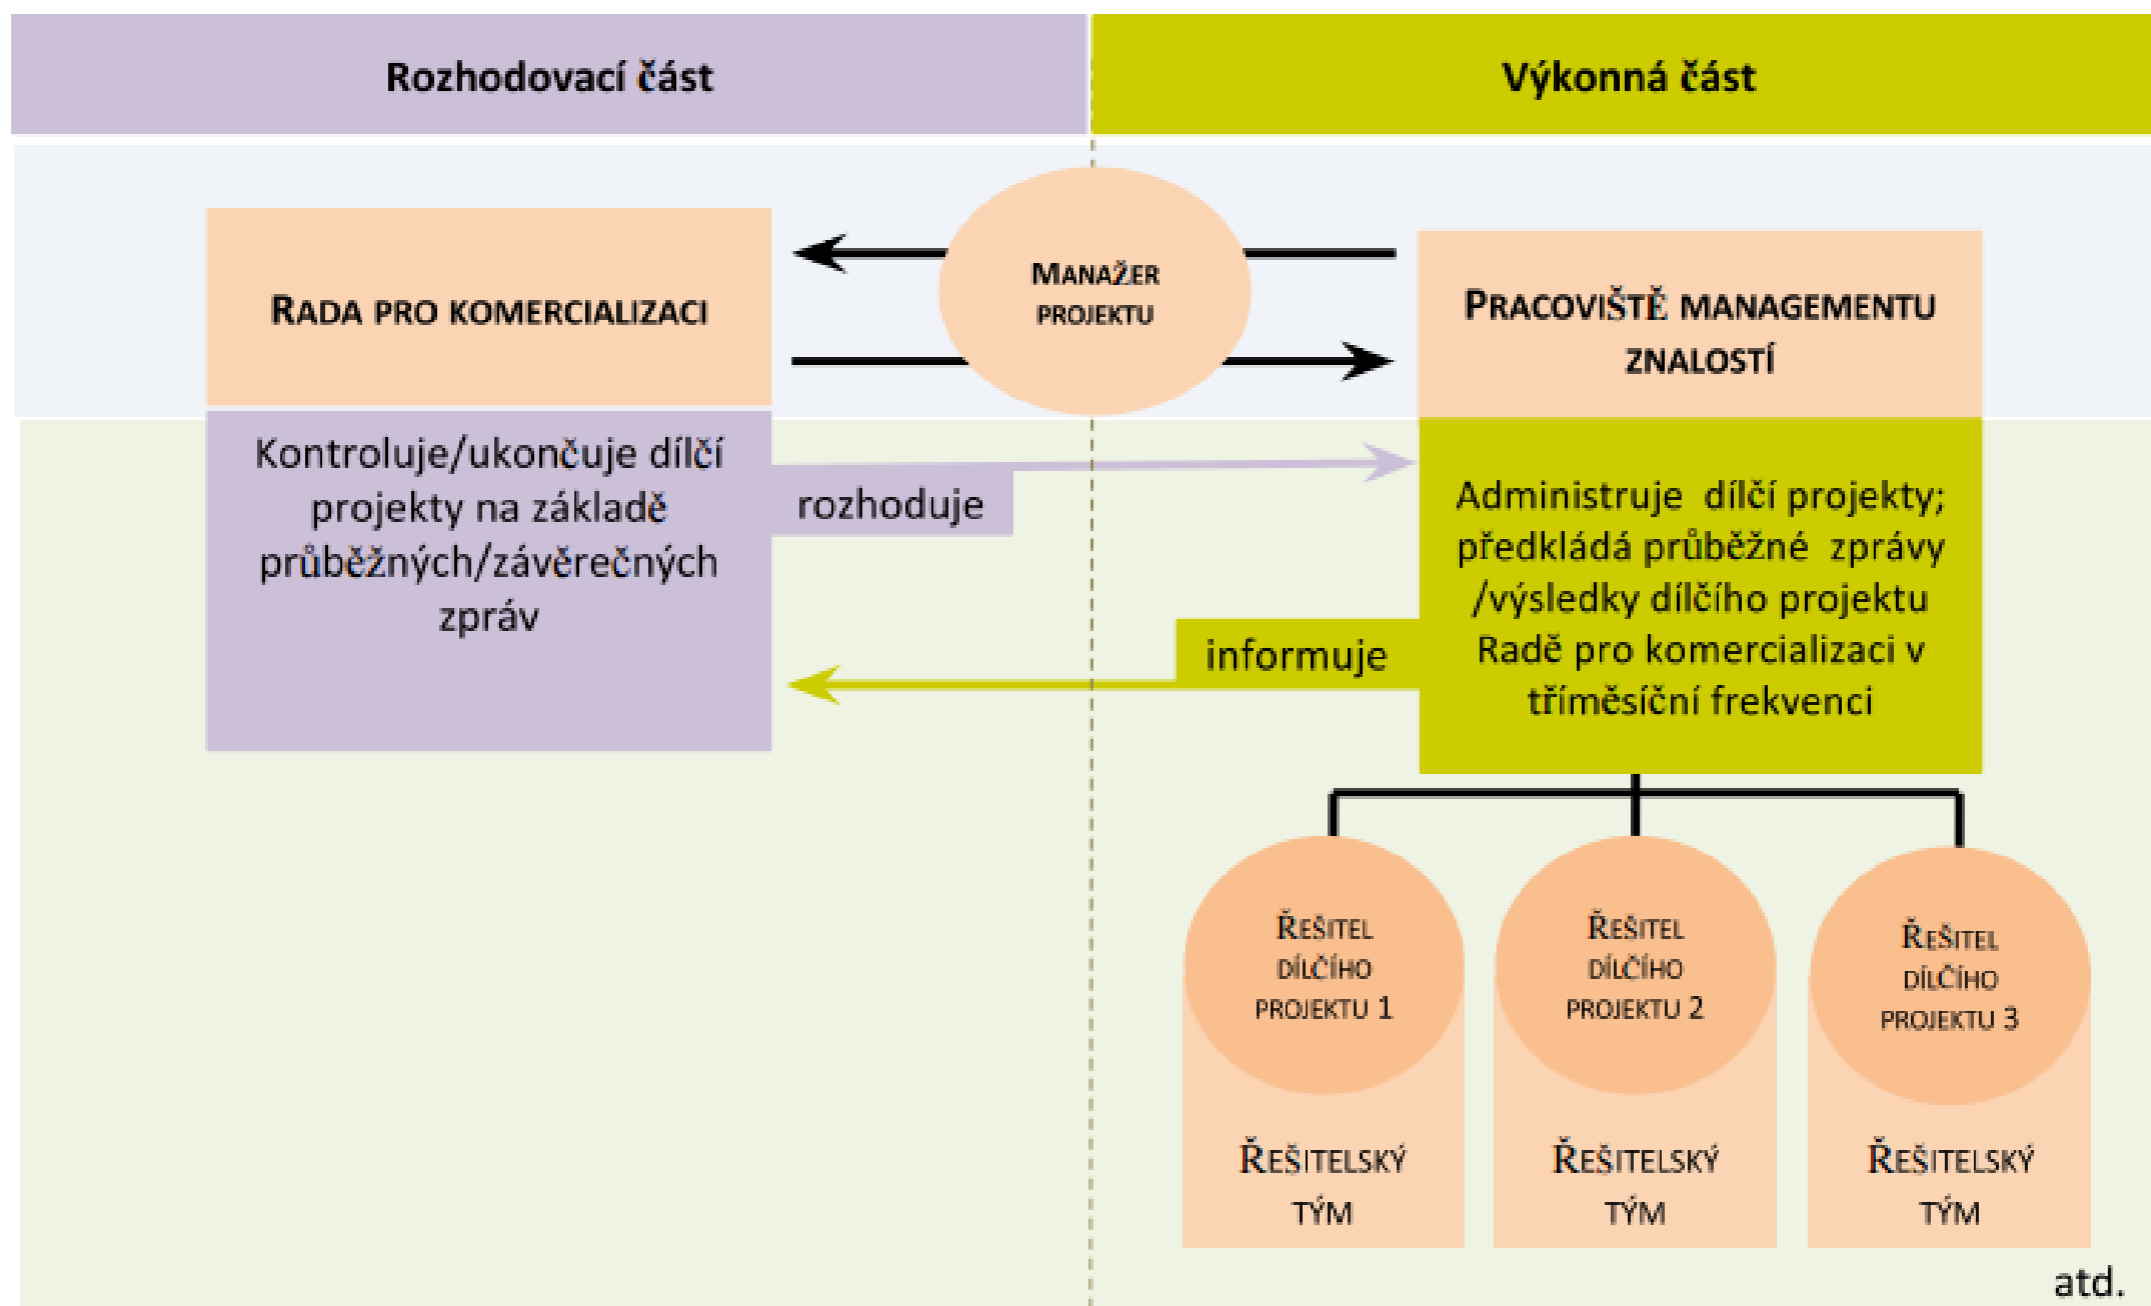 Rozhodovací část
Výkonná část
RADA PRO KOMERCIALIZACI
MANAŽER
PROJEKTU
PRACOVIŠTĚ MANAGEMENTU
ZNALOSTÍ
Kontroluje/ukončuje dílčí
projekty na základě
průběžných/závěrečných
zpráv
rozhoduje
informuje
Administruje dílčí projekty;
předkládá průběžné zprávy
/výsledky dílčího projektu
Radě pro komercializaci v
tříměsíční frekvenci
ŘEŠITEL
DÍLČÍHO
PROJEKTU 1
ŘEŠITELSKÝ
TÝM
ŘEŠITEL
DÍLČÍHO
PROJEKTU 2
ŘEŠITELSKÝ
TÝM
ŘEŠITEL
DÍLČÍHO
PROJEKTU 3
ŘEŠITELSKÝ
TÝM
atd.